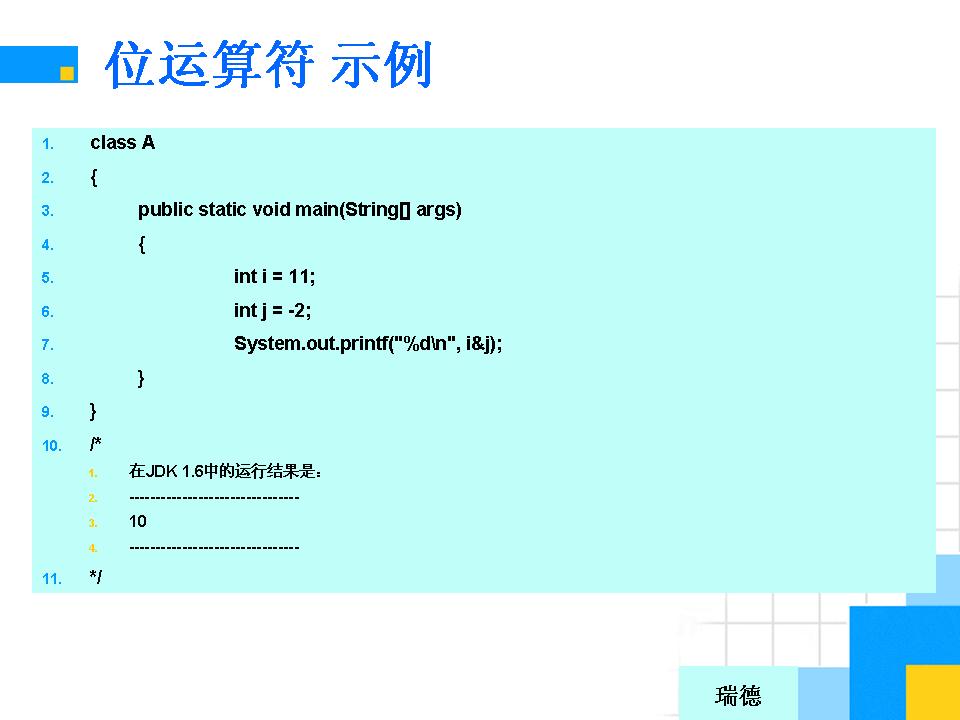 位运算符 示例
1. class A
2. {
3. public static void main(String[] args)
4. {
5. int i = 11;
6. int j = -2;
7. System.out.printf("%d\n", i&j);
8. }
9. }
10. /*
1. 在JDK 1.6中的运行结果是：
2. --------------------------------
3. 10
4. --------------------------------
11. */
瑞德